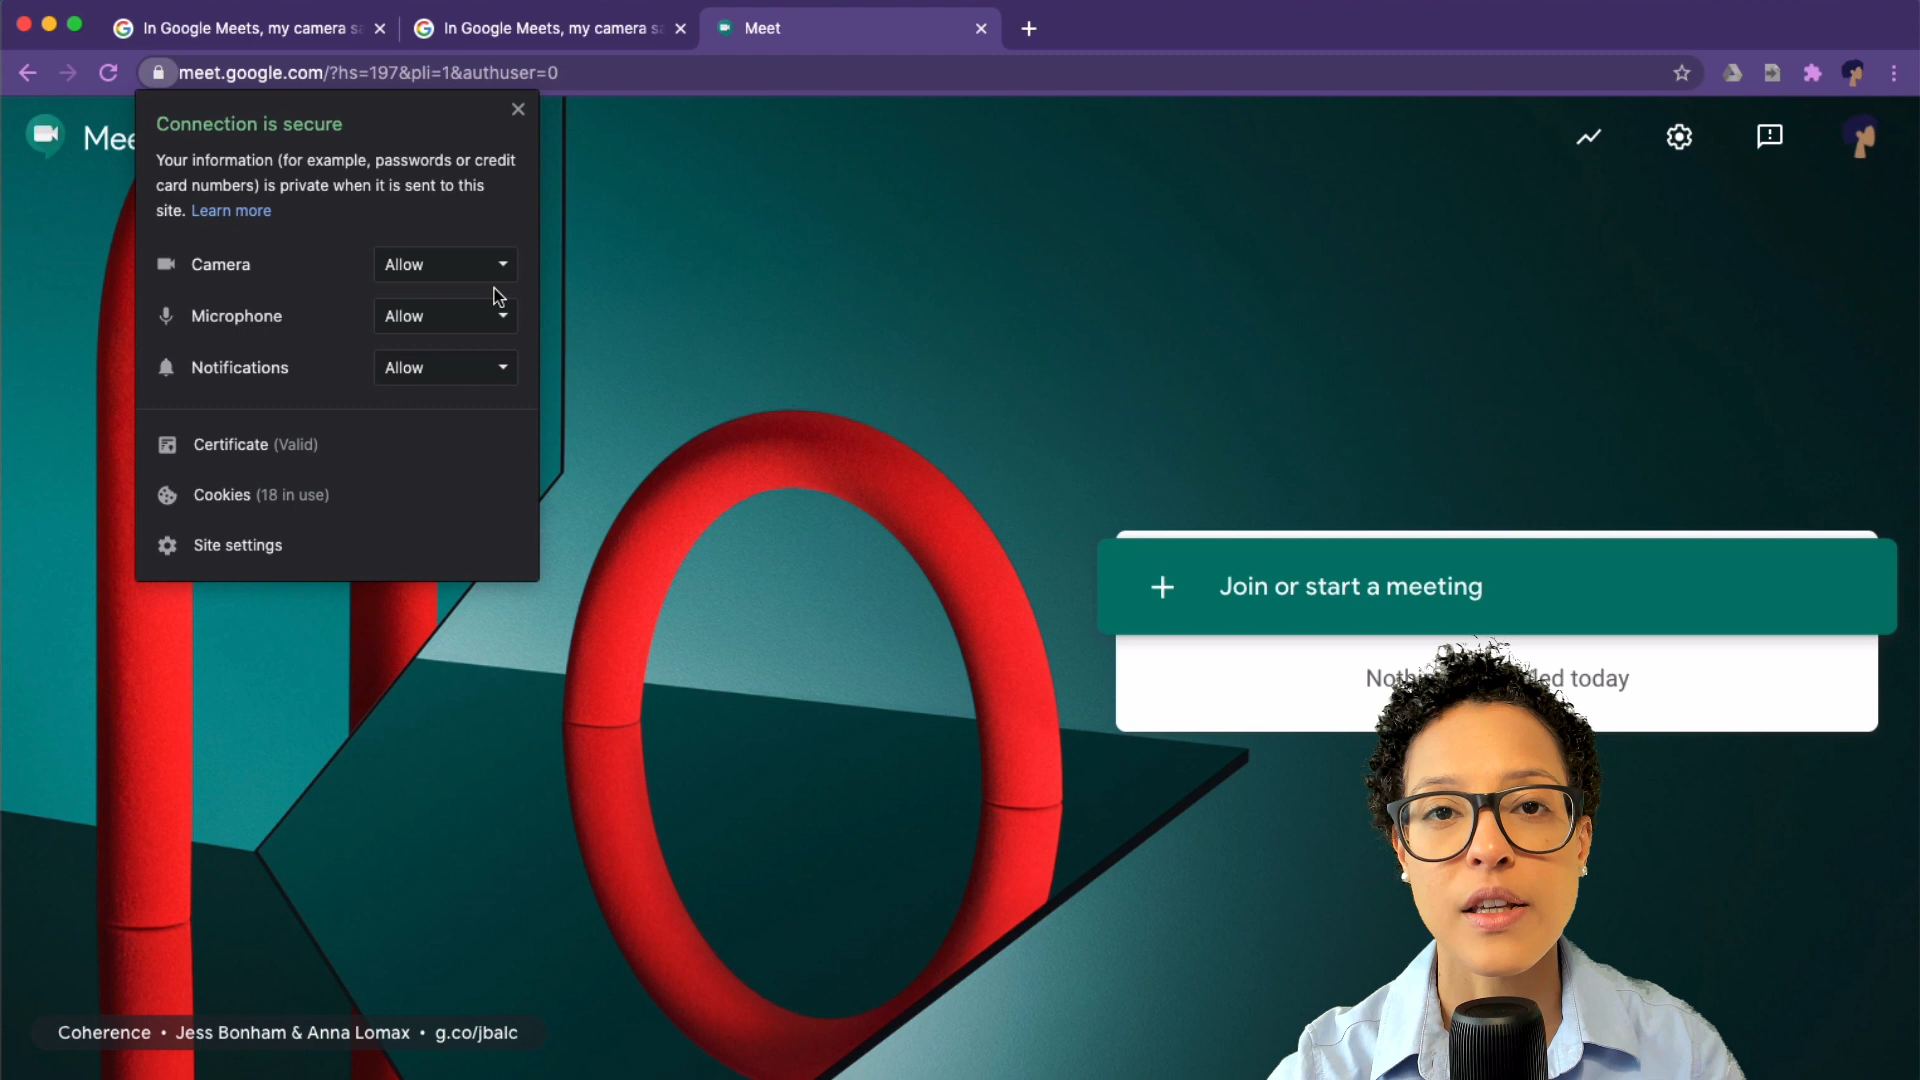 In Google Meets, my camera sa
In Google Meets, my camera sa
Meet
meet.google.com/?hs=197&pli=1&authuser=0
Connection is secure
Your information (for example, passwords or credit
card numbers) is private when it is sent to this
site. Learn more
Camera Allow
Microphone Allow
Notifications Allow
Certificate (Valid)
Cookies (18 in use)
Site settings
Join or start a meeting
today
Coherence • Jess Bonham & Anna Lomax • g.co/jbalc